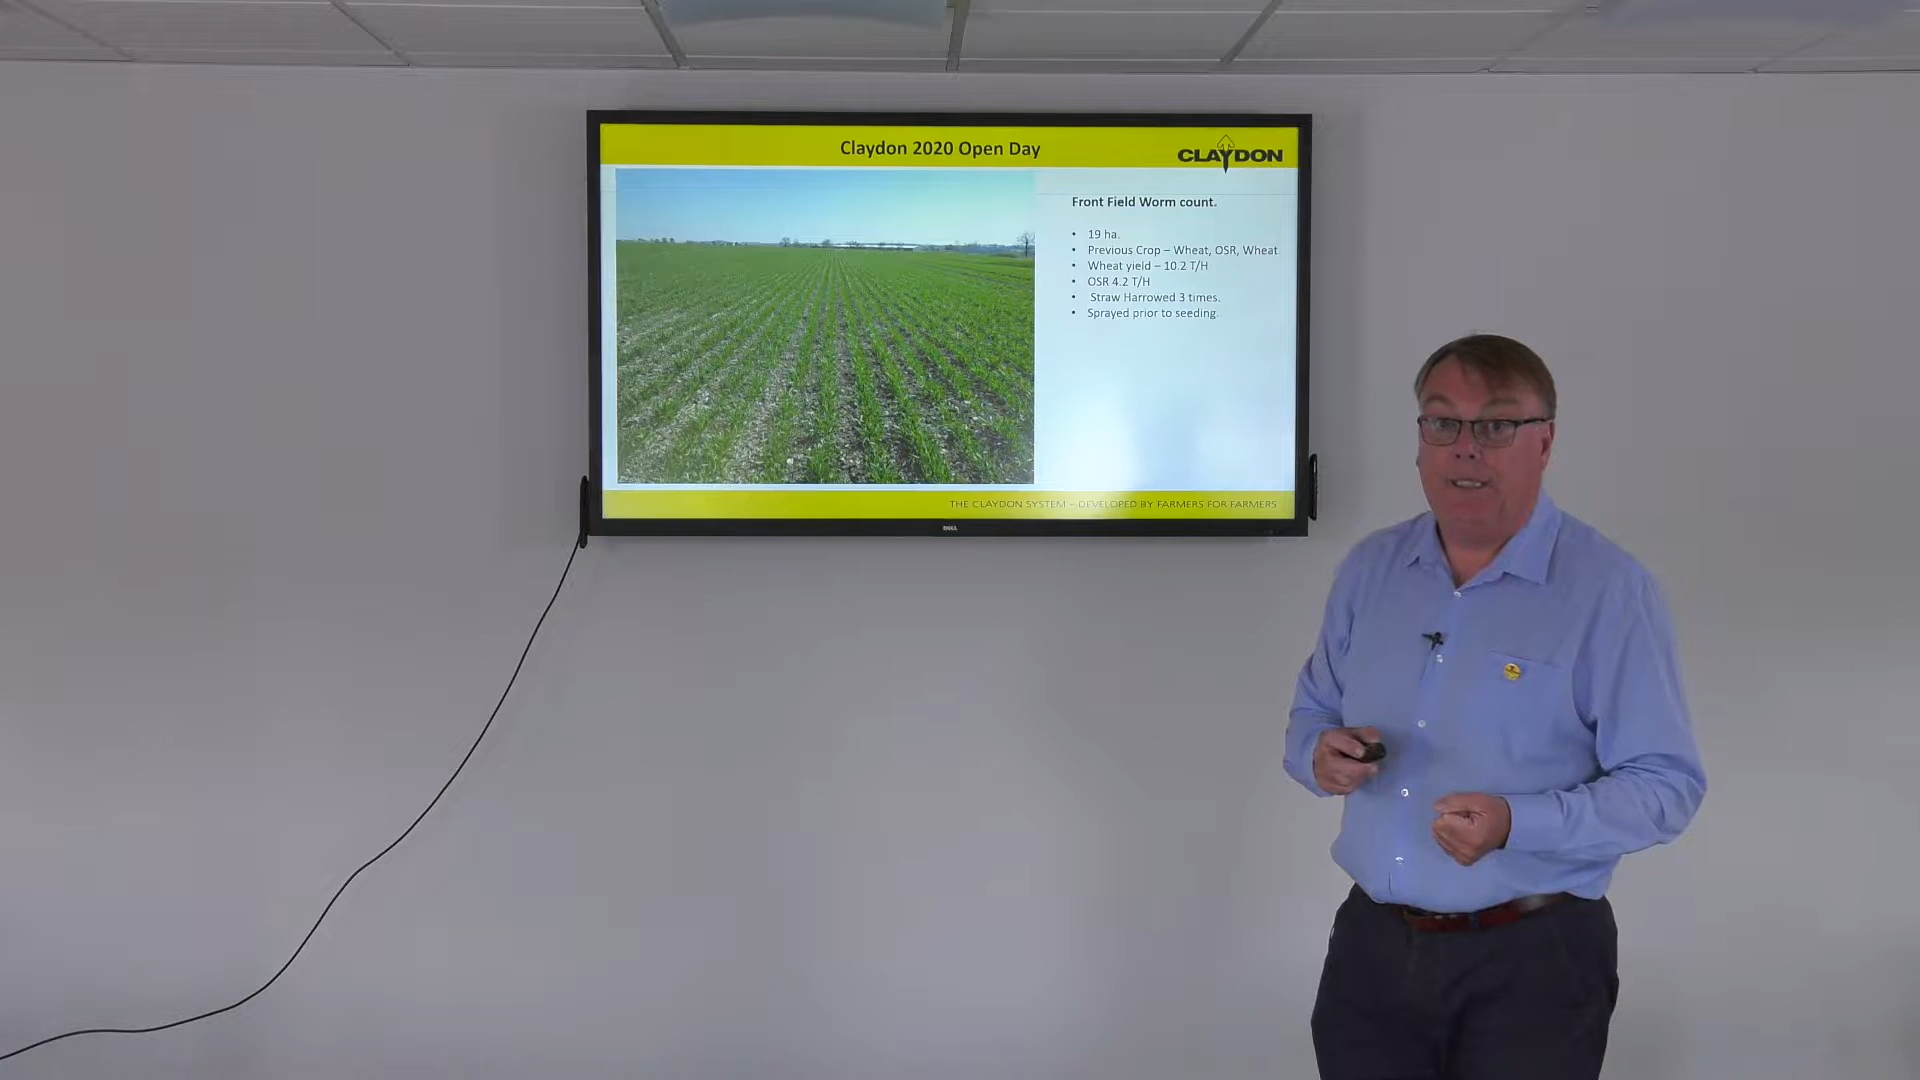 Claydon 2020 Open Day
CLAYDON
Front Field Worm count.
• 19 ha.
• Previous Crop – Wheat, OSR, Wheat
• Wheat yield – 10.2 T/H
• OSR 4.2 T/H
• Straw Harrowed 3 times.
• Sprayed prior to seeding.
THE CLAYDON SYSTEM – DEVELOPED BY FARMERS FOR FARMERS
DELL